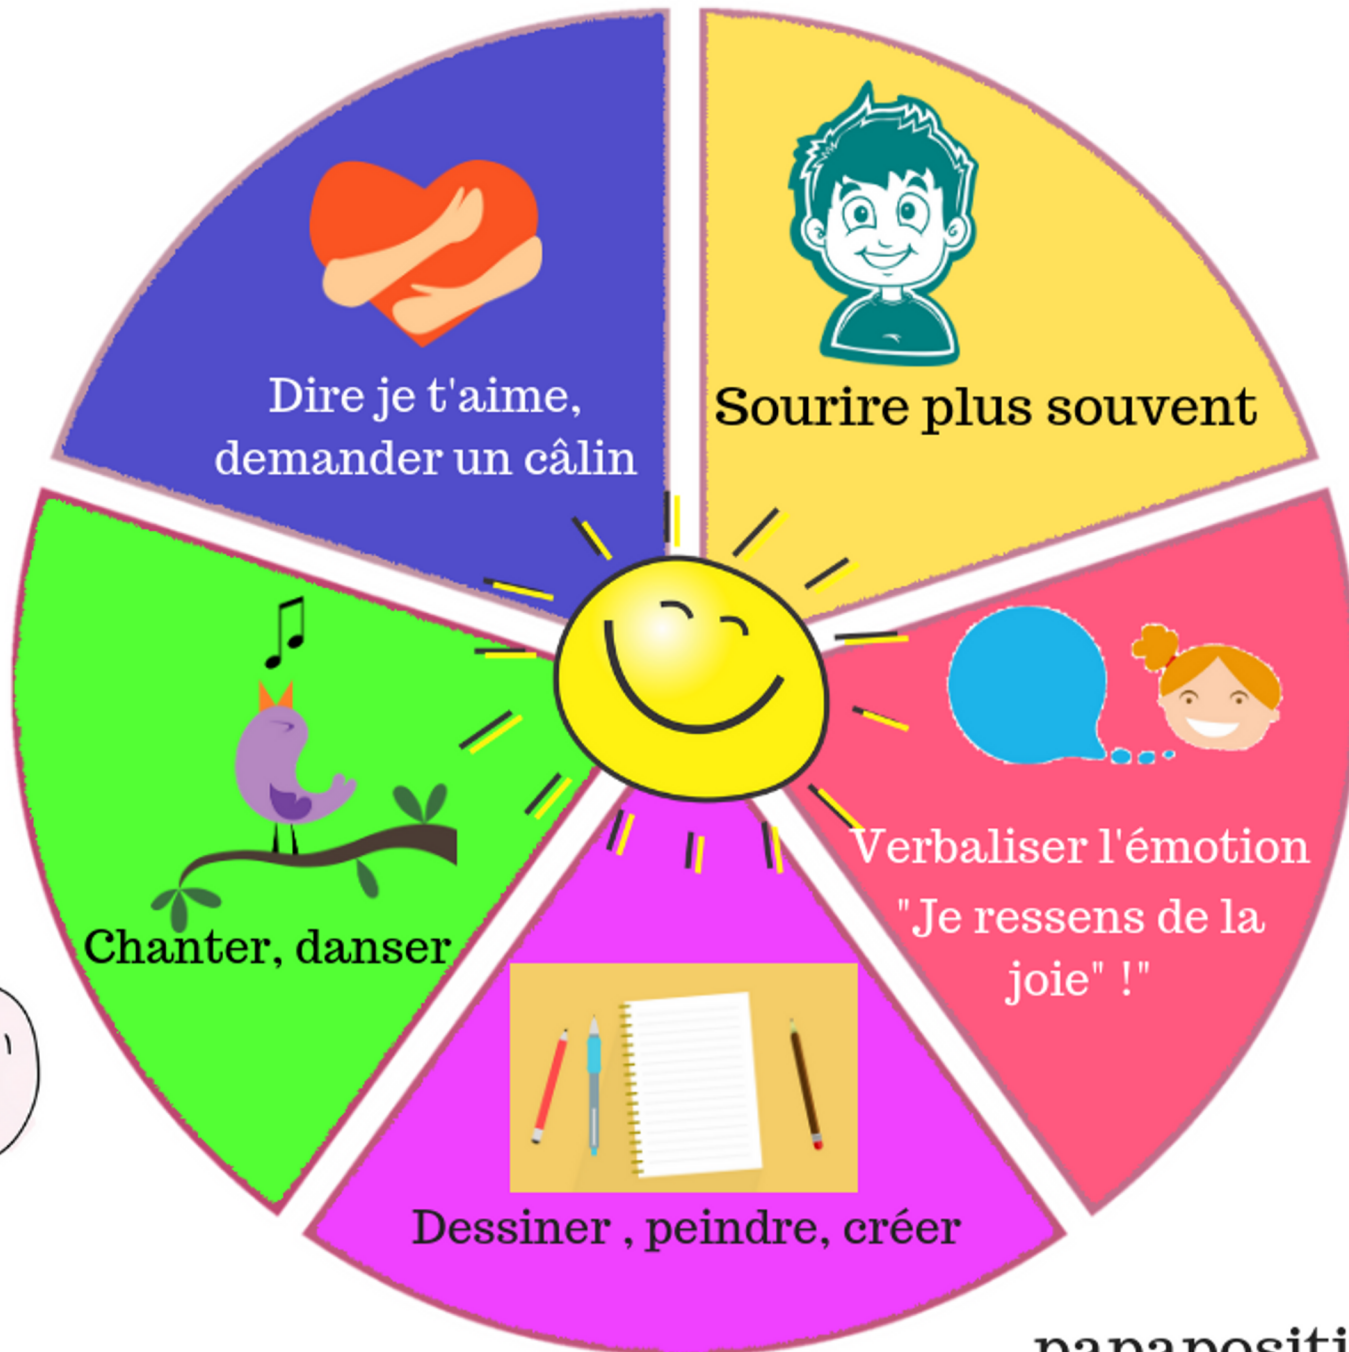 Dire je t'aime,
demander un câlin
Sourire plus souvent
Verbaliser l'émotion
"Je ressens de la
joie" !"
Chanter, danser
Dessiner , peindre, créer
papapositi